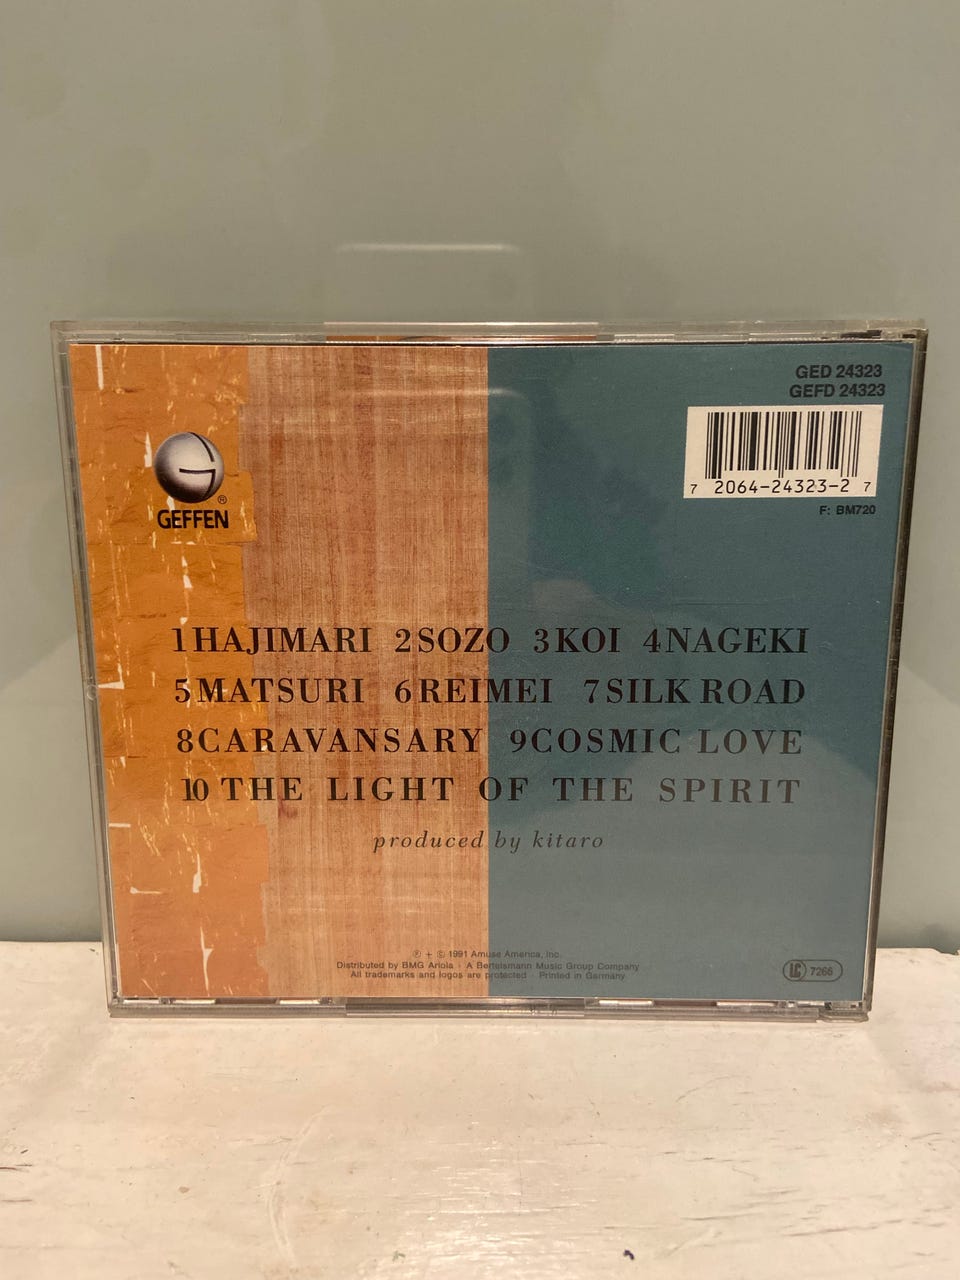 GED 24323
GEFD 24323
7 2064-24323-2 7
F: BM720
GEFFEN
®
1 HAJIMARI 2 SOZO 3 KOI 4 NAGEKI
5 MATSURI 6 REIMEI 7 SILK ROAD
8 CARAVANSARY 9 COSMIC LOVE
10 THE LIGHT OF THE SPIRIT
produced by kitaro
℗ + © 1991 Amuse America, Inc.
Distributed by BMG Ariola · A Bertelsmann Music Group Company
All trademarks and logos are protected · Printed in Germany
LC 7266